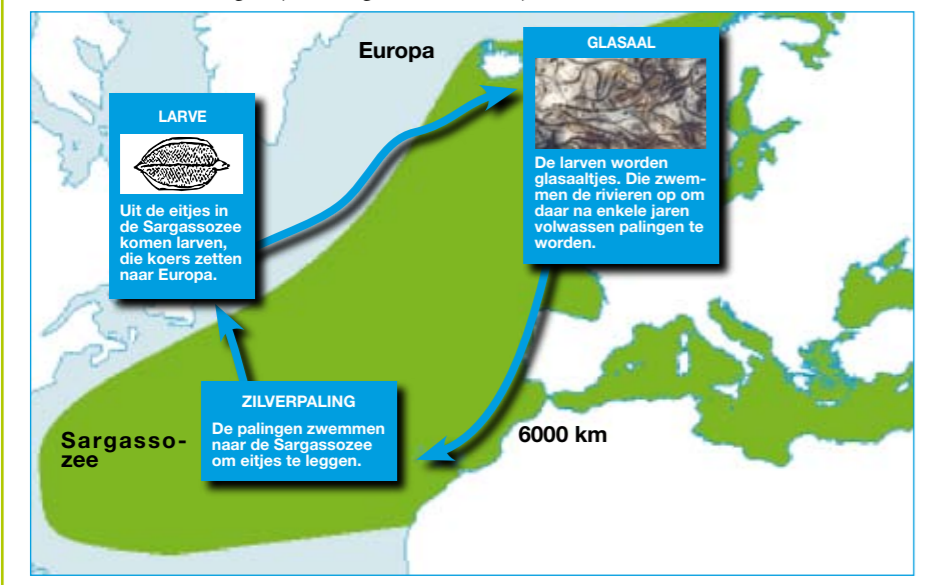 Europa
GLASAAL
De larven worden
glasaaltjes. Die zwem-
men de rivieren op om
daar na enkele jaren
volwassen palingen te
worden.
LARVE
Uit de eitjes in
de Sargassozee
komen larven,
die koers zetten
naar Europa.
ZILVERPALING
De palingen zwemmen
naar de Sargassozee
om eitjes te leggen.
Sargasso-
zee
6000 km